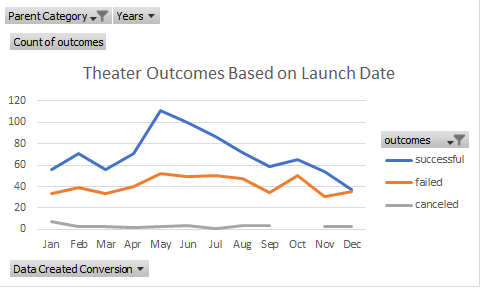 Parent Category Years
Count of outcomes
Theater Outcomes Based on Launch Date
120
100
80
60
40
20
0
Jan Feb Mar Apr May Jun Jul Aug Sep Oct Nov Dec
outcomes
successful
failed
canceled
Data Created Conversion